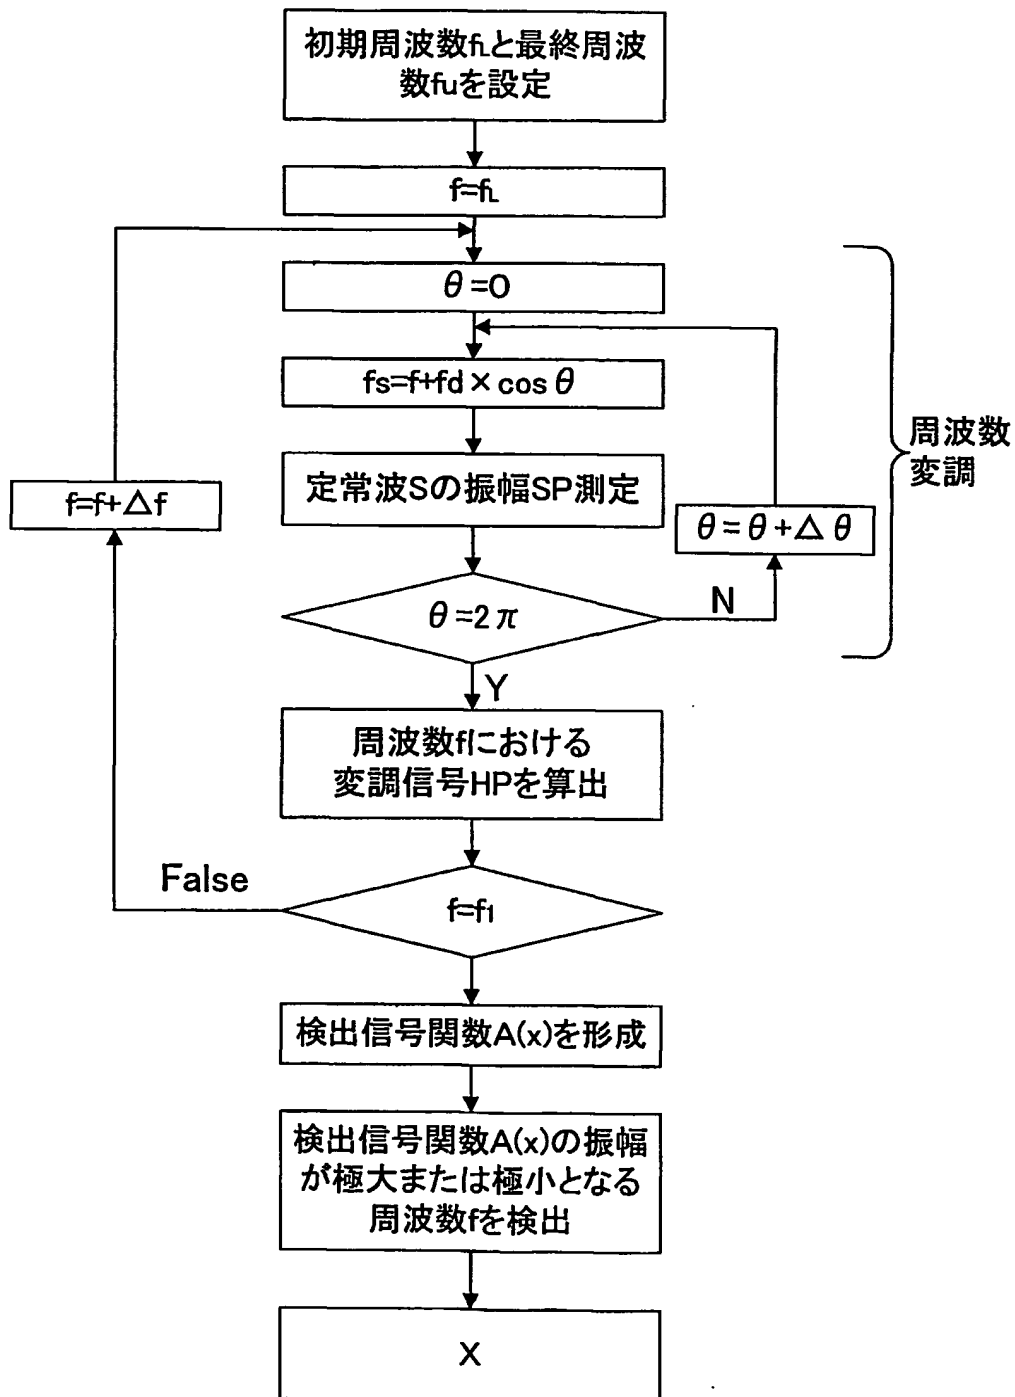 初期周波数fLと最終周波
数fuを設定
f=fL
θ=0
fs=f+fd×cosθ
定常波Sの振幅SP測定
f=f+△f
θ=θ+△θ
周波数
変調
θ=2π
N
Y
周波数fにおける
変調信号HPを算出
False
f=f1
検出信号関数A(x)を形成
検出信号関数A(x)の振幅
が極大または極小となる
周波数fを検出
X